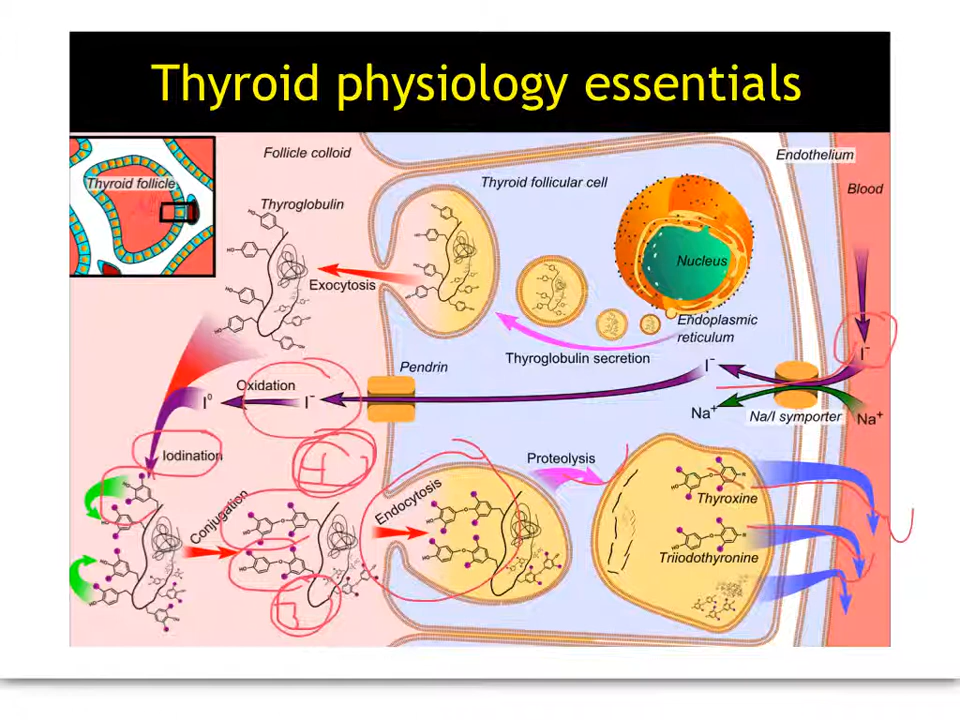 Thyroid physiology essentials
Follicle colloid
Endothelium
Thyroid follicle
Thyroid follicular cell
Blood
Thyroglobulin
Nucleus
Exocytosis
Endoplasmic
reticulum
Thyroglobulin secretion
Pendrin
I⁻
I⁻
Oxidation
I⁰
I⁻
Na⁺
Na/I symporter
Na⁺
Iodination
Proteolysis
Endocytosis
Conjugation
Thyroxine
Triiodothyronine